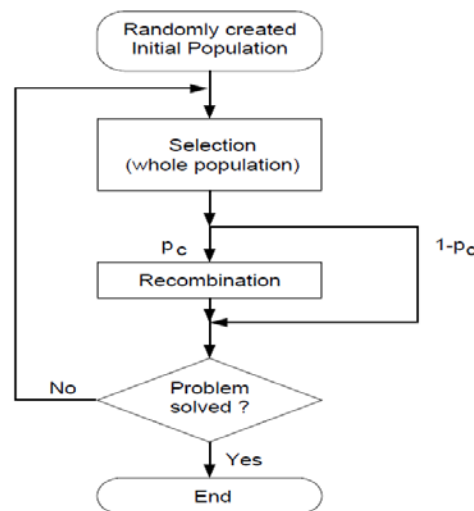 Randomly created
Initial Population
Selection
(whole population)
pc
1-pc
Recombination
No
Problem
solved ?
Yes
End